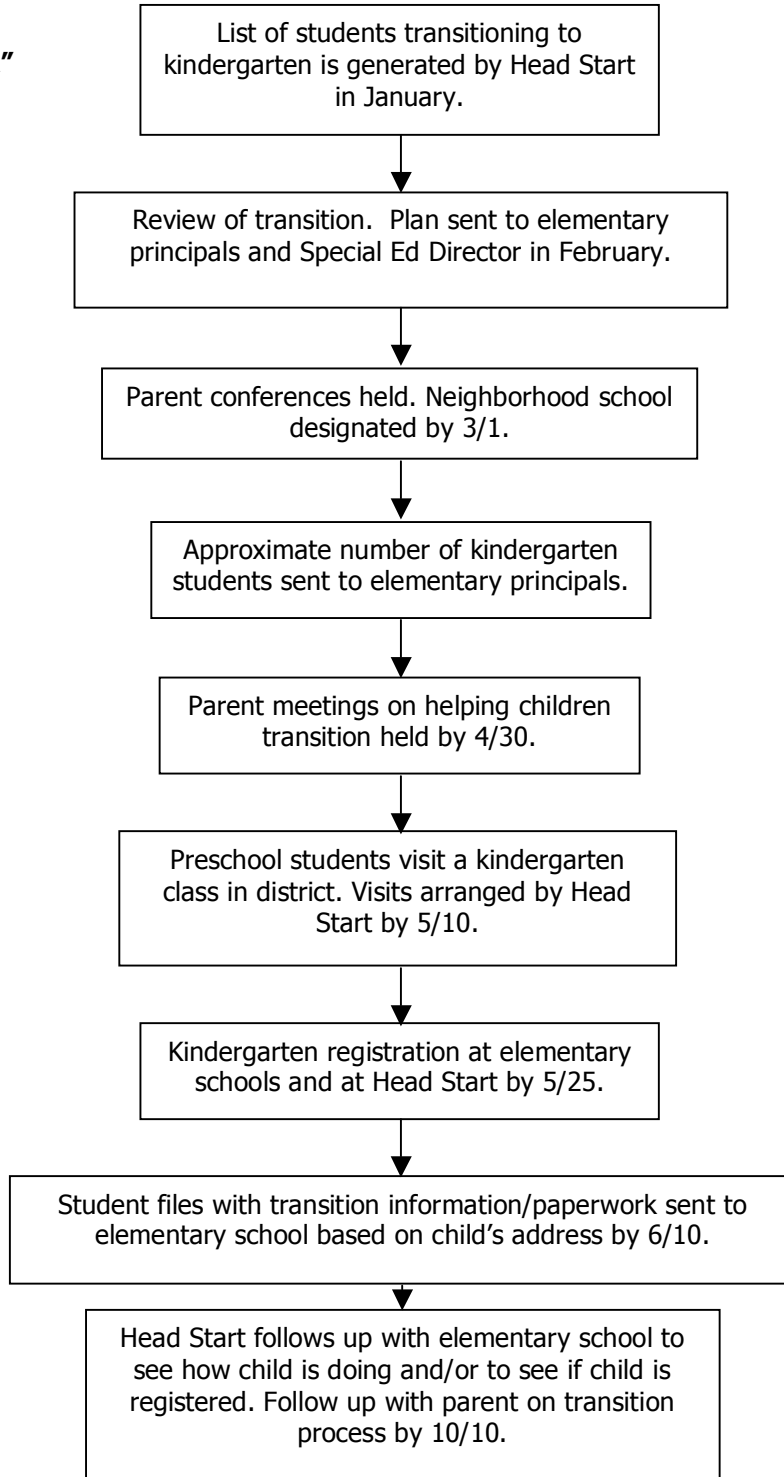 ”
List of students transitioning to
kindergarten is generated by Head Start
in January.
Review of transition.  Plan sent to elementary
principals and Special Ed Director in February.
Parent conferences held. Neighborhood school
designated by 3/1.
Approximate number of kindergarten
students sent to elementary principals.
Parent meetings on helping children
transition held by 4/30.
Preschool students visit a kindergarten
class in district. Visits arranged by Head
Start by 5/10.
Kindergarten registration at elementary
schools and at Head Start by 5/25.
Student files with transition information/paperwork sent to
elementary school based on child’s address by 6/10.
Head Start follows up with elementary school to
see how child is doing and/or to see if child is
registered. Follow up with parent on transition
process by 10/10.